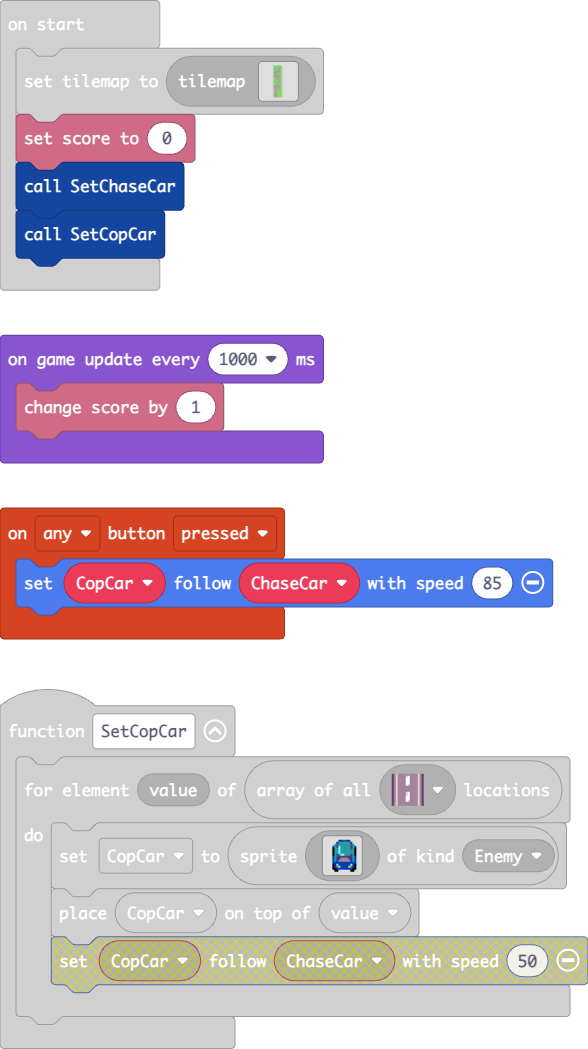 on start
set tilemap to tilemap
set score to 0
call SetChaseCar
call SetCopCar
on game update every 1000 ms
change score by 1
on any button pressed
set CopCar follow ChaseCar with speed 85
function SetCopCar
for element value of array of all locations
do
set CopCar to sprite of kind Enemy
place CopCar on top of value
set CopCar follow ChaseCar with speed 50